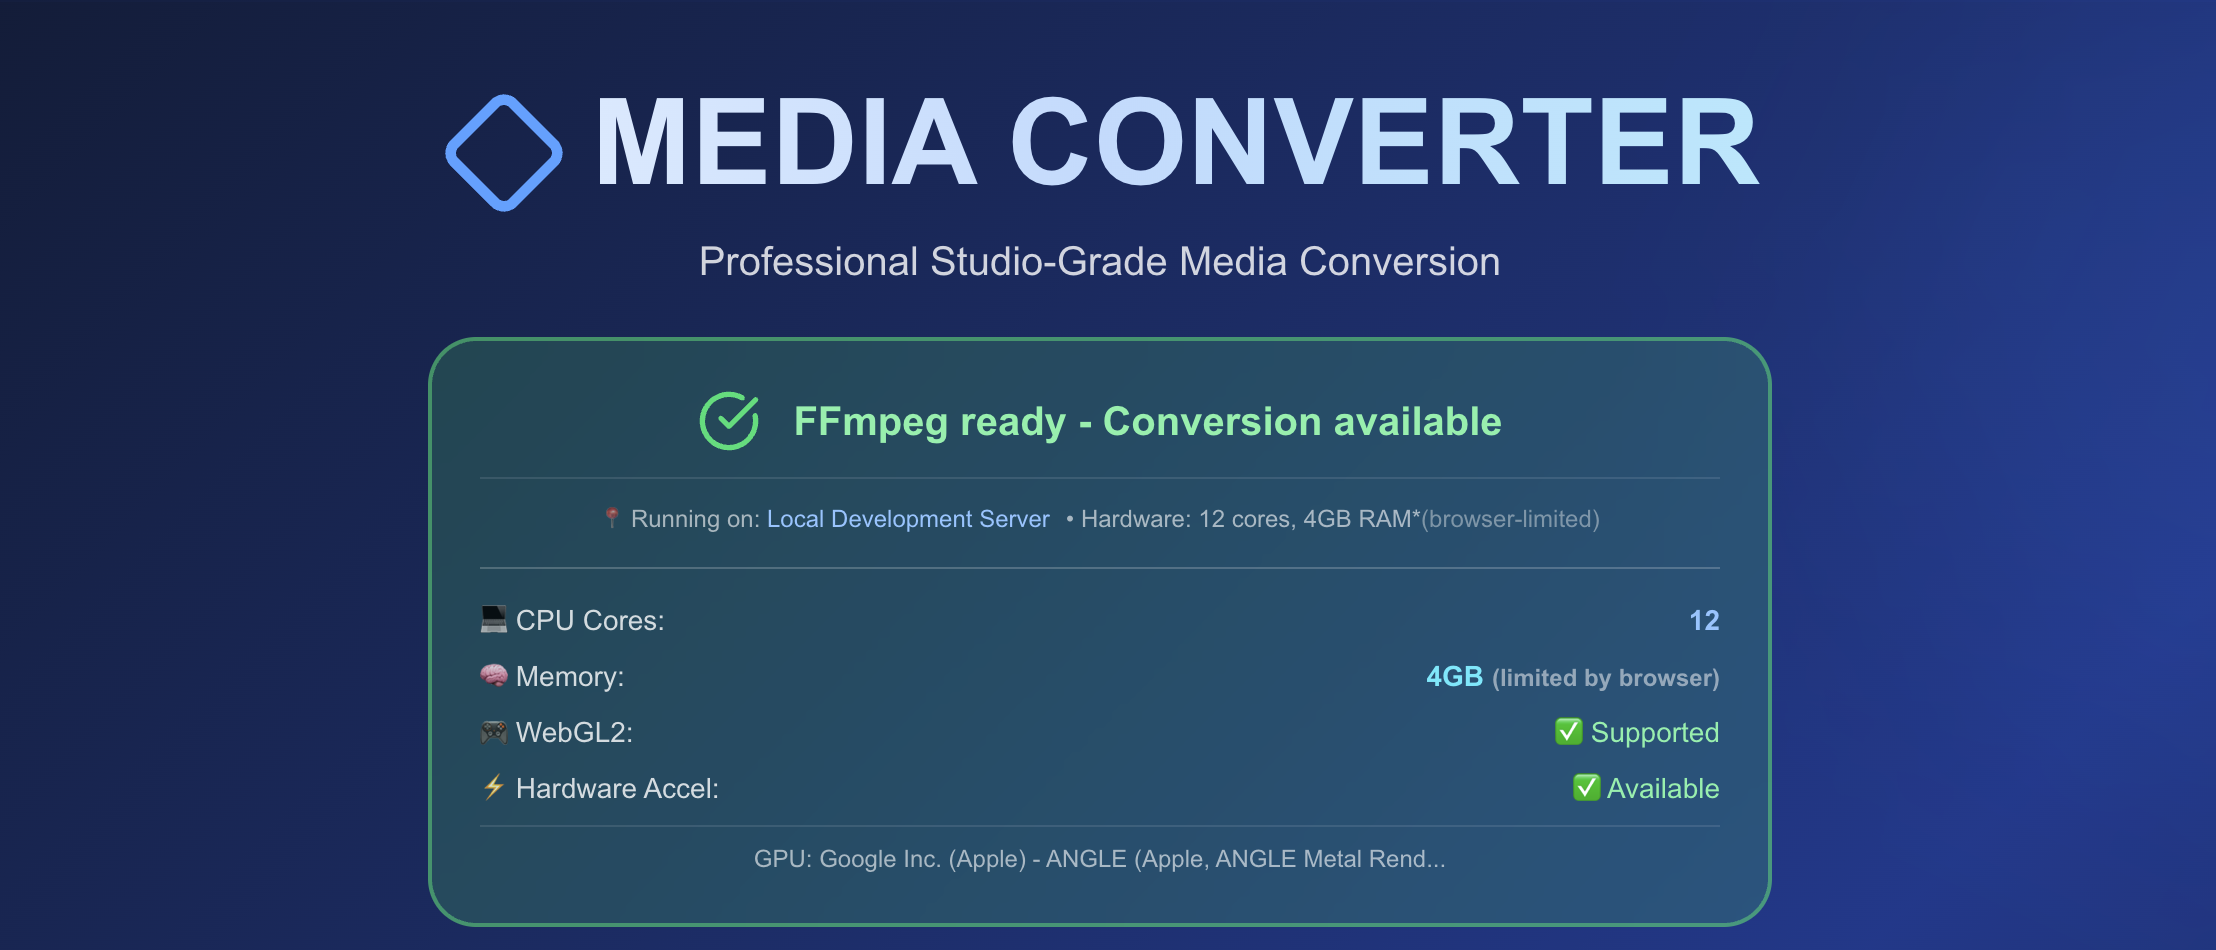 MEDIA CONVERTER
Professional Studio-Grade Media Conversion
FFmpeg ready - Conversion available
📍 Running on: Local Development Server • Hardware: 12 cores, 4GB RAM*(browser-limited)
💻 CPU Cores: 12
🧠 Memory: 4GB (limited by browser)
🎮 WebGL2: ✅ Supported
⚡ Hardware Accel: ✅ Available
GPU: Google Inc. (Apple) - ANGLE (Apple, ANGLE Metal Rend...